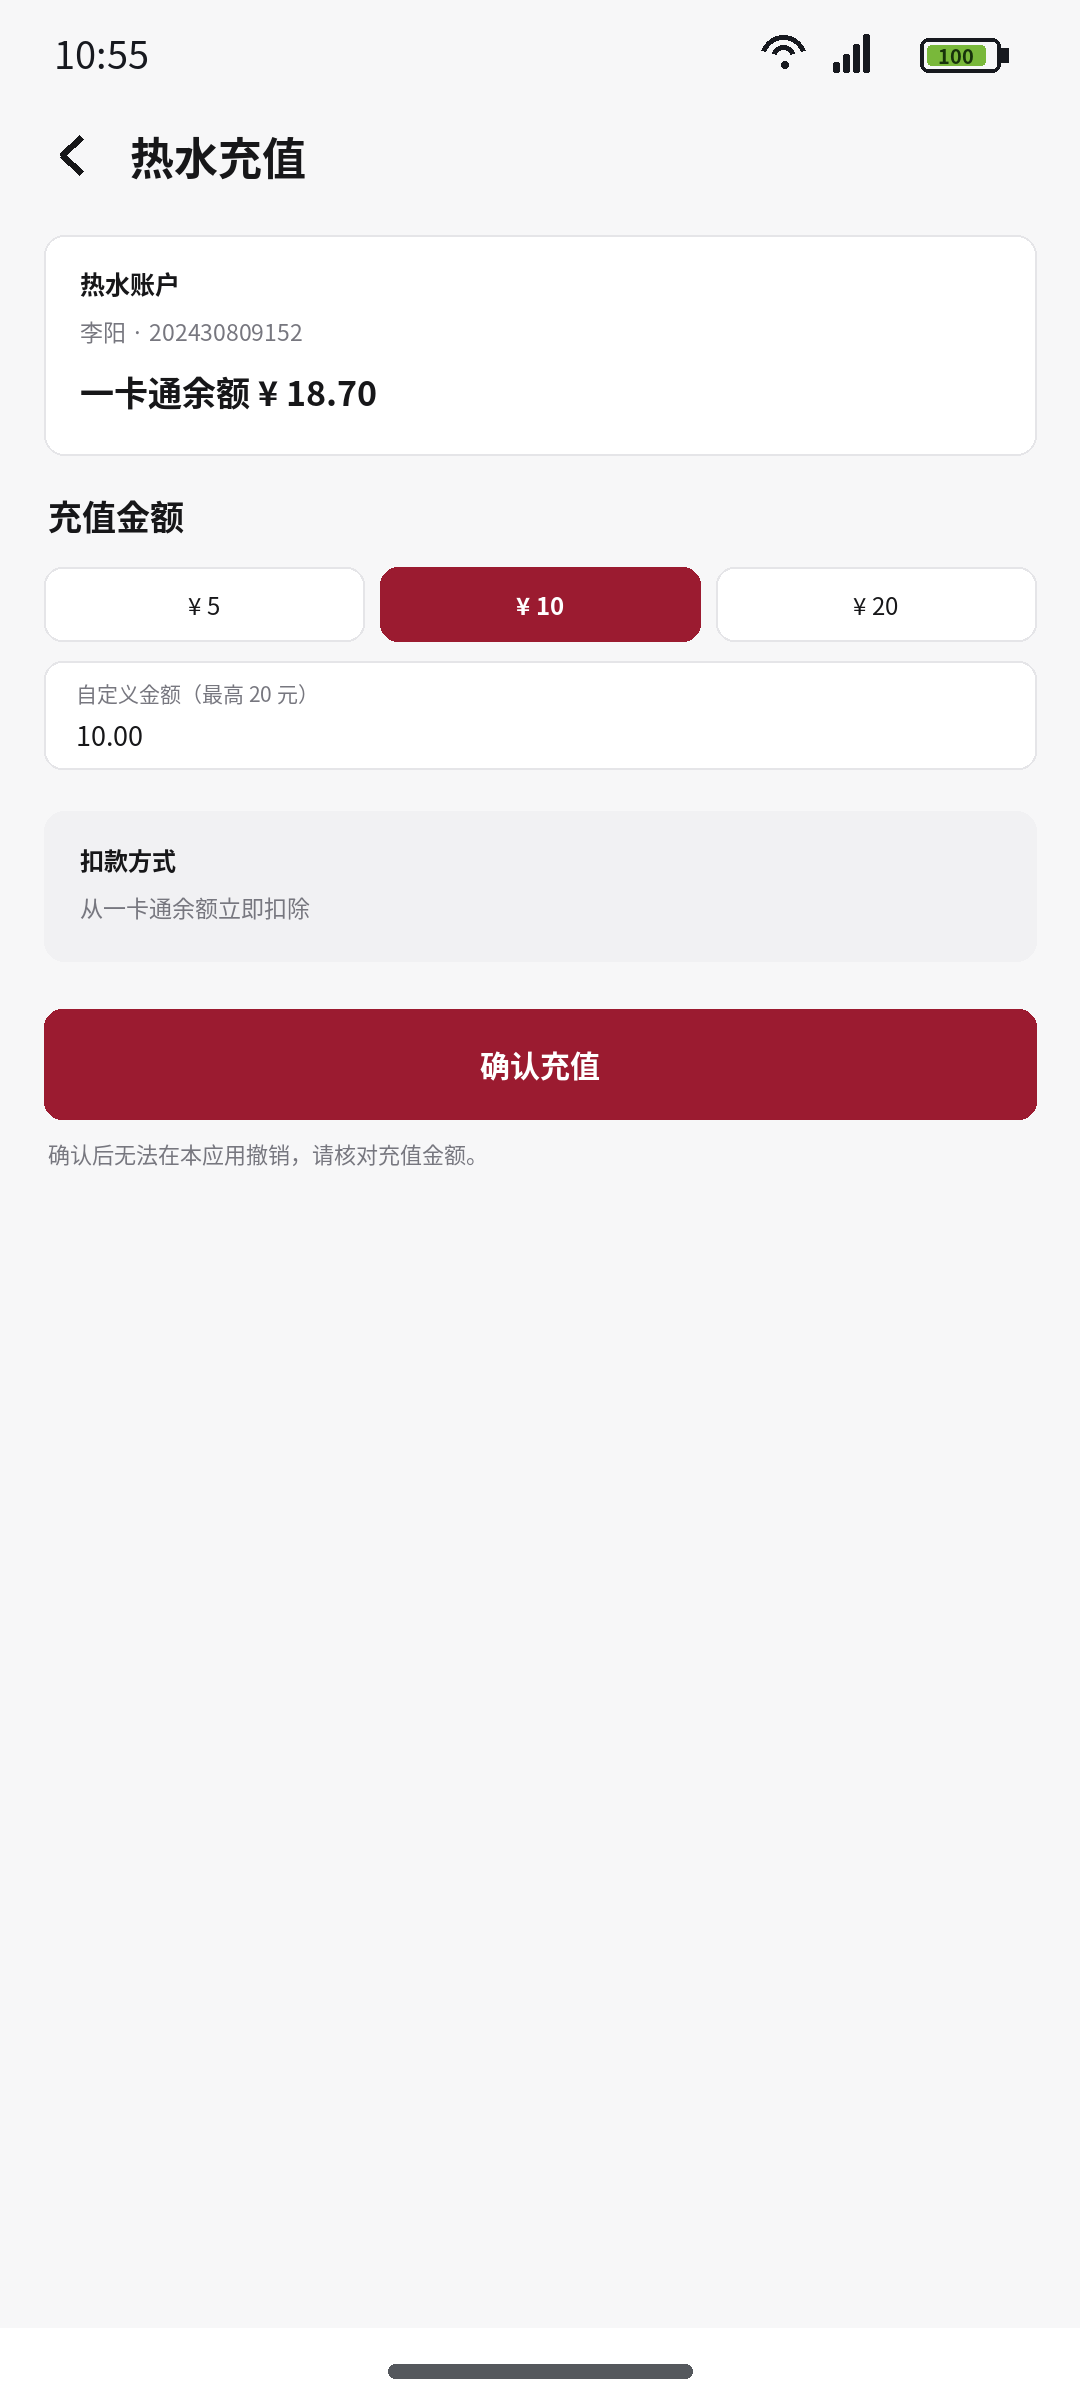 10:55
100
热水充值
热水账户
李阳 · 202430809152
一卡通余额 ¥ 18.70
充值金额
¥ 5
¥ 10
¥ 20
自定义金额（最高 20 元）
10.00
扣款方式
从一卡通余额立即扣除
确认充值
确认后无法在本应用撤销，请核对充值金额。